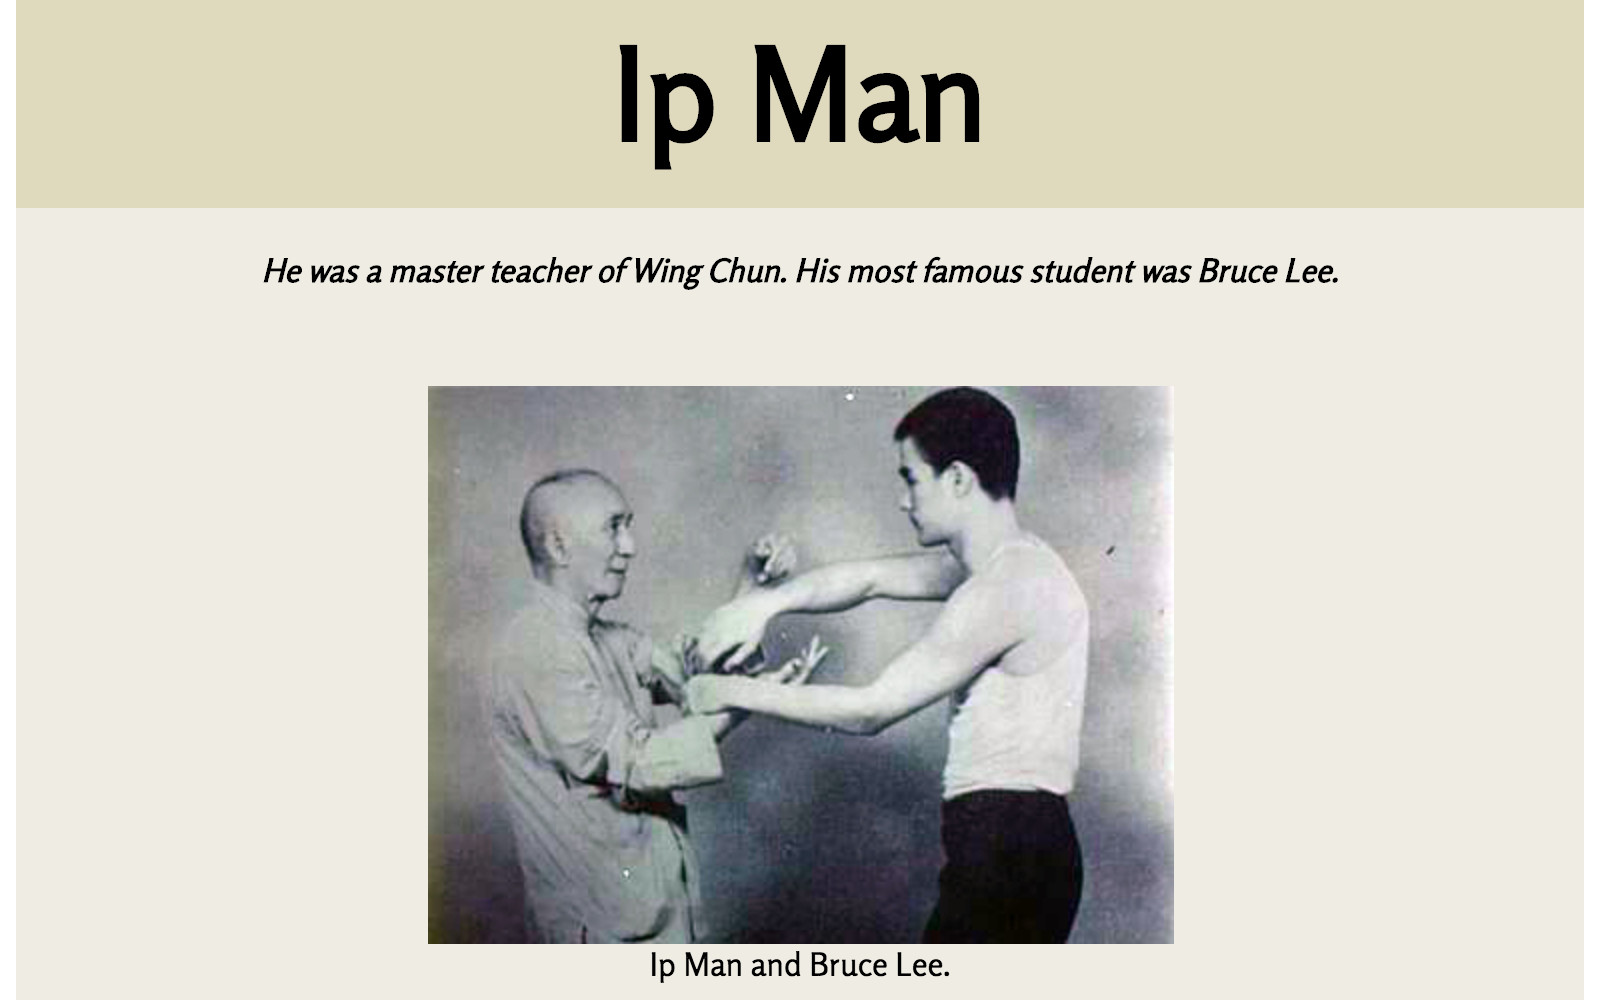 Ip Man
He was a master teacher of Wing Chun. His most famous student was Bruce Lee.
Ip Man and Bruce Lee.